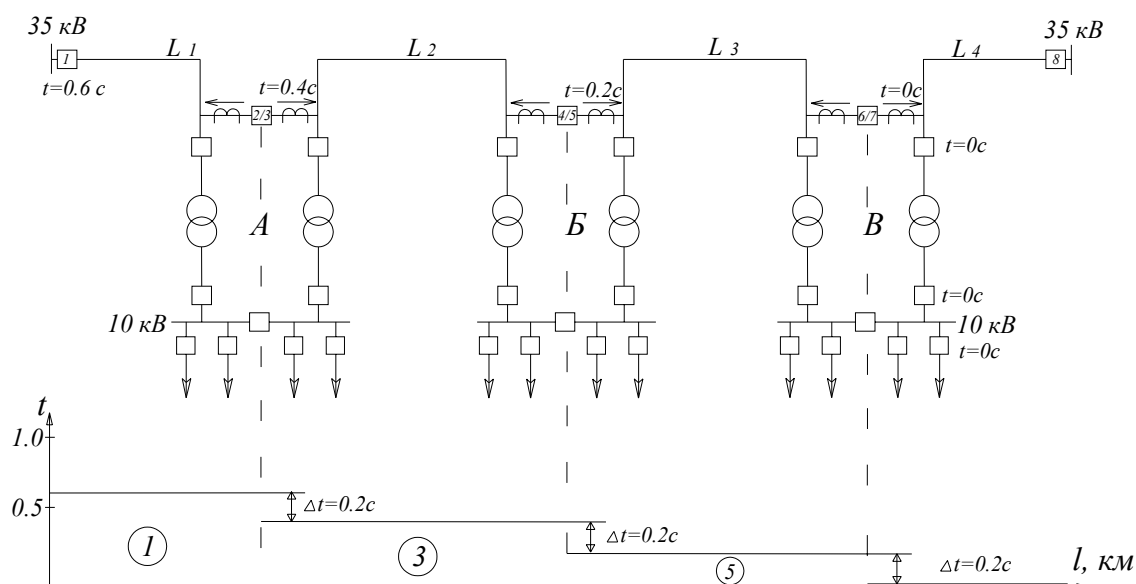 35 кВ
35 кВ
L 1
L 2
L 3
L 4
1
8
t=0.6 с
t=0.4с
t=0.2с
t=0с
2/3
4/5
6/7
t=0с
А
Б
В
t=0с
10 кВ
10 кВ
t=0с
t
1.0
0.5
△t=0.2с
△t=0.2с
△t=0.2с
1
3
5
l, км